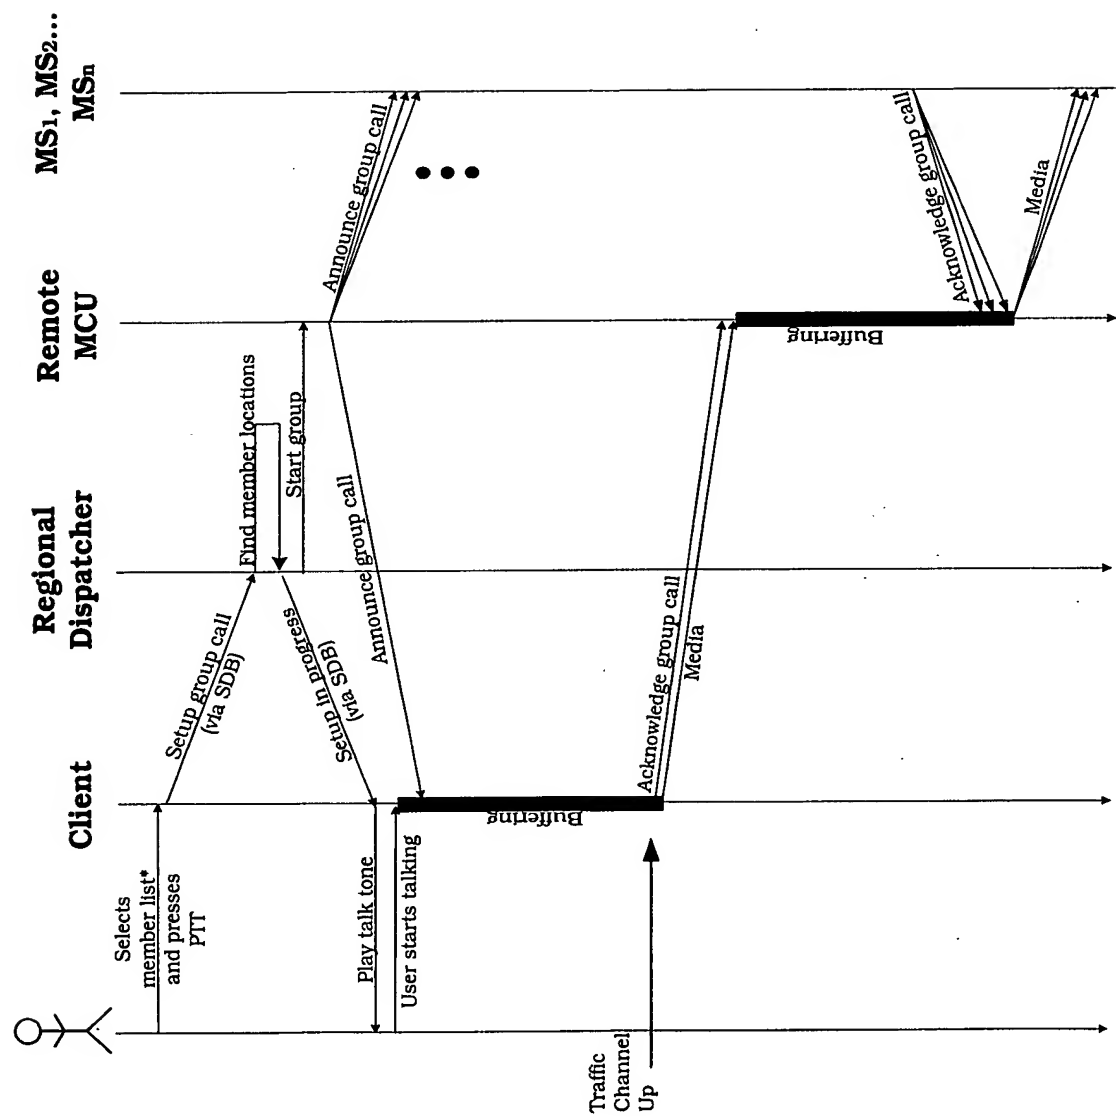 Client
Regional
Dispatcher
Remote
MCU
MS1, MS2...
MSn
Selects
member list*
and presses
PTT
Setup group call
(via SDB)
Find member locations
Start group
Setup In progress
(via SDB)
Play talk tone
User starts talking
Announce group call
Announce group call
Buffering
Traffic
Channel
Up
Acknowledge group call
Media
Buffering
Acknowledge group call
Media